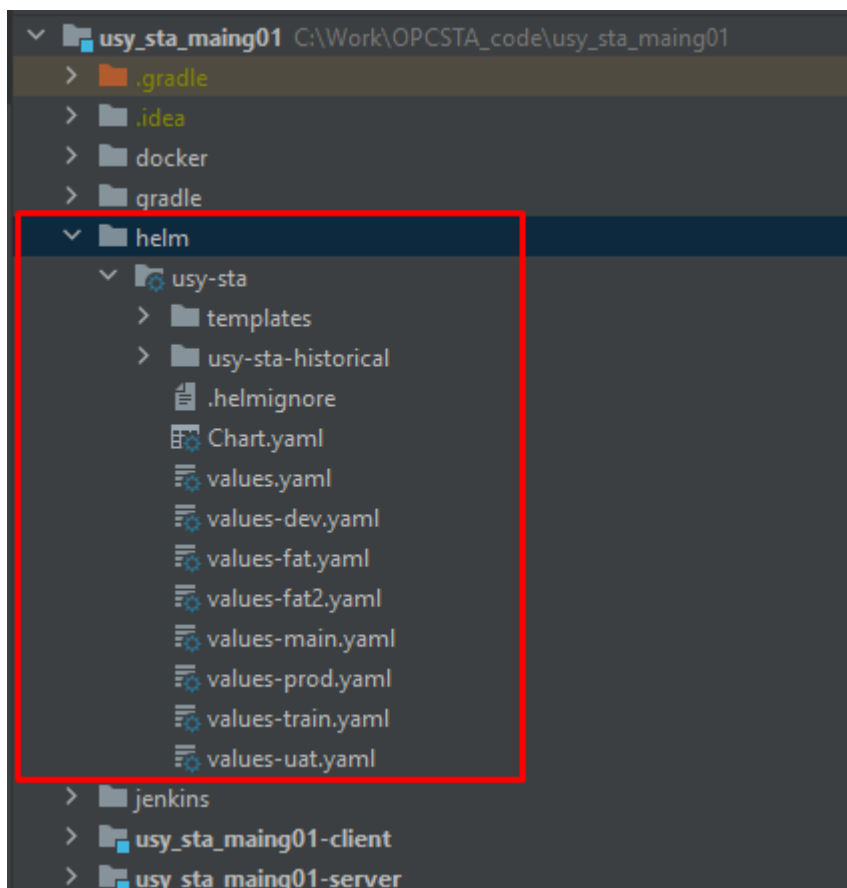 usy_sta_maing01 C:\Work\OPCSTA_code\usy_sta_maing01
.gradle
.idea
docker
gradle
helm
usy-sta
templates
usy-sta-historical
.helmignore
Chart.yaml
values.yaml
values-dev.yaml
values-fat.yaml
values-fat2.yaml
values-main.yaml
values-prod.yaml
values-train.yaml
values-uat.yaml
jenkins
usy_sta_maing01-client
usy_sta_maing01-server